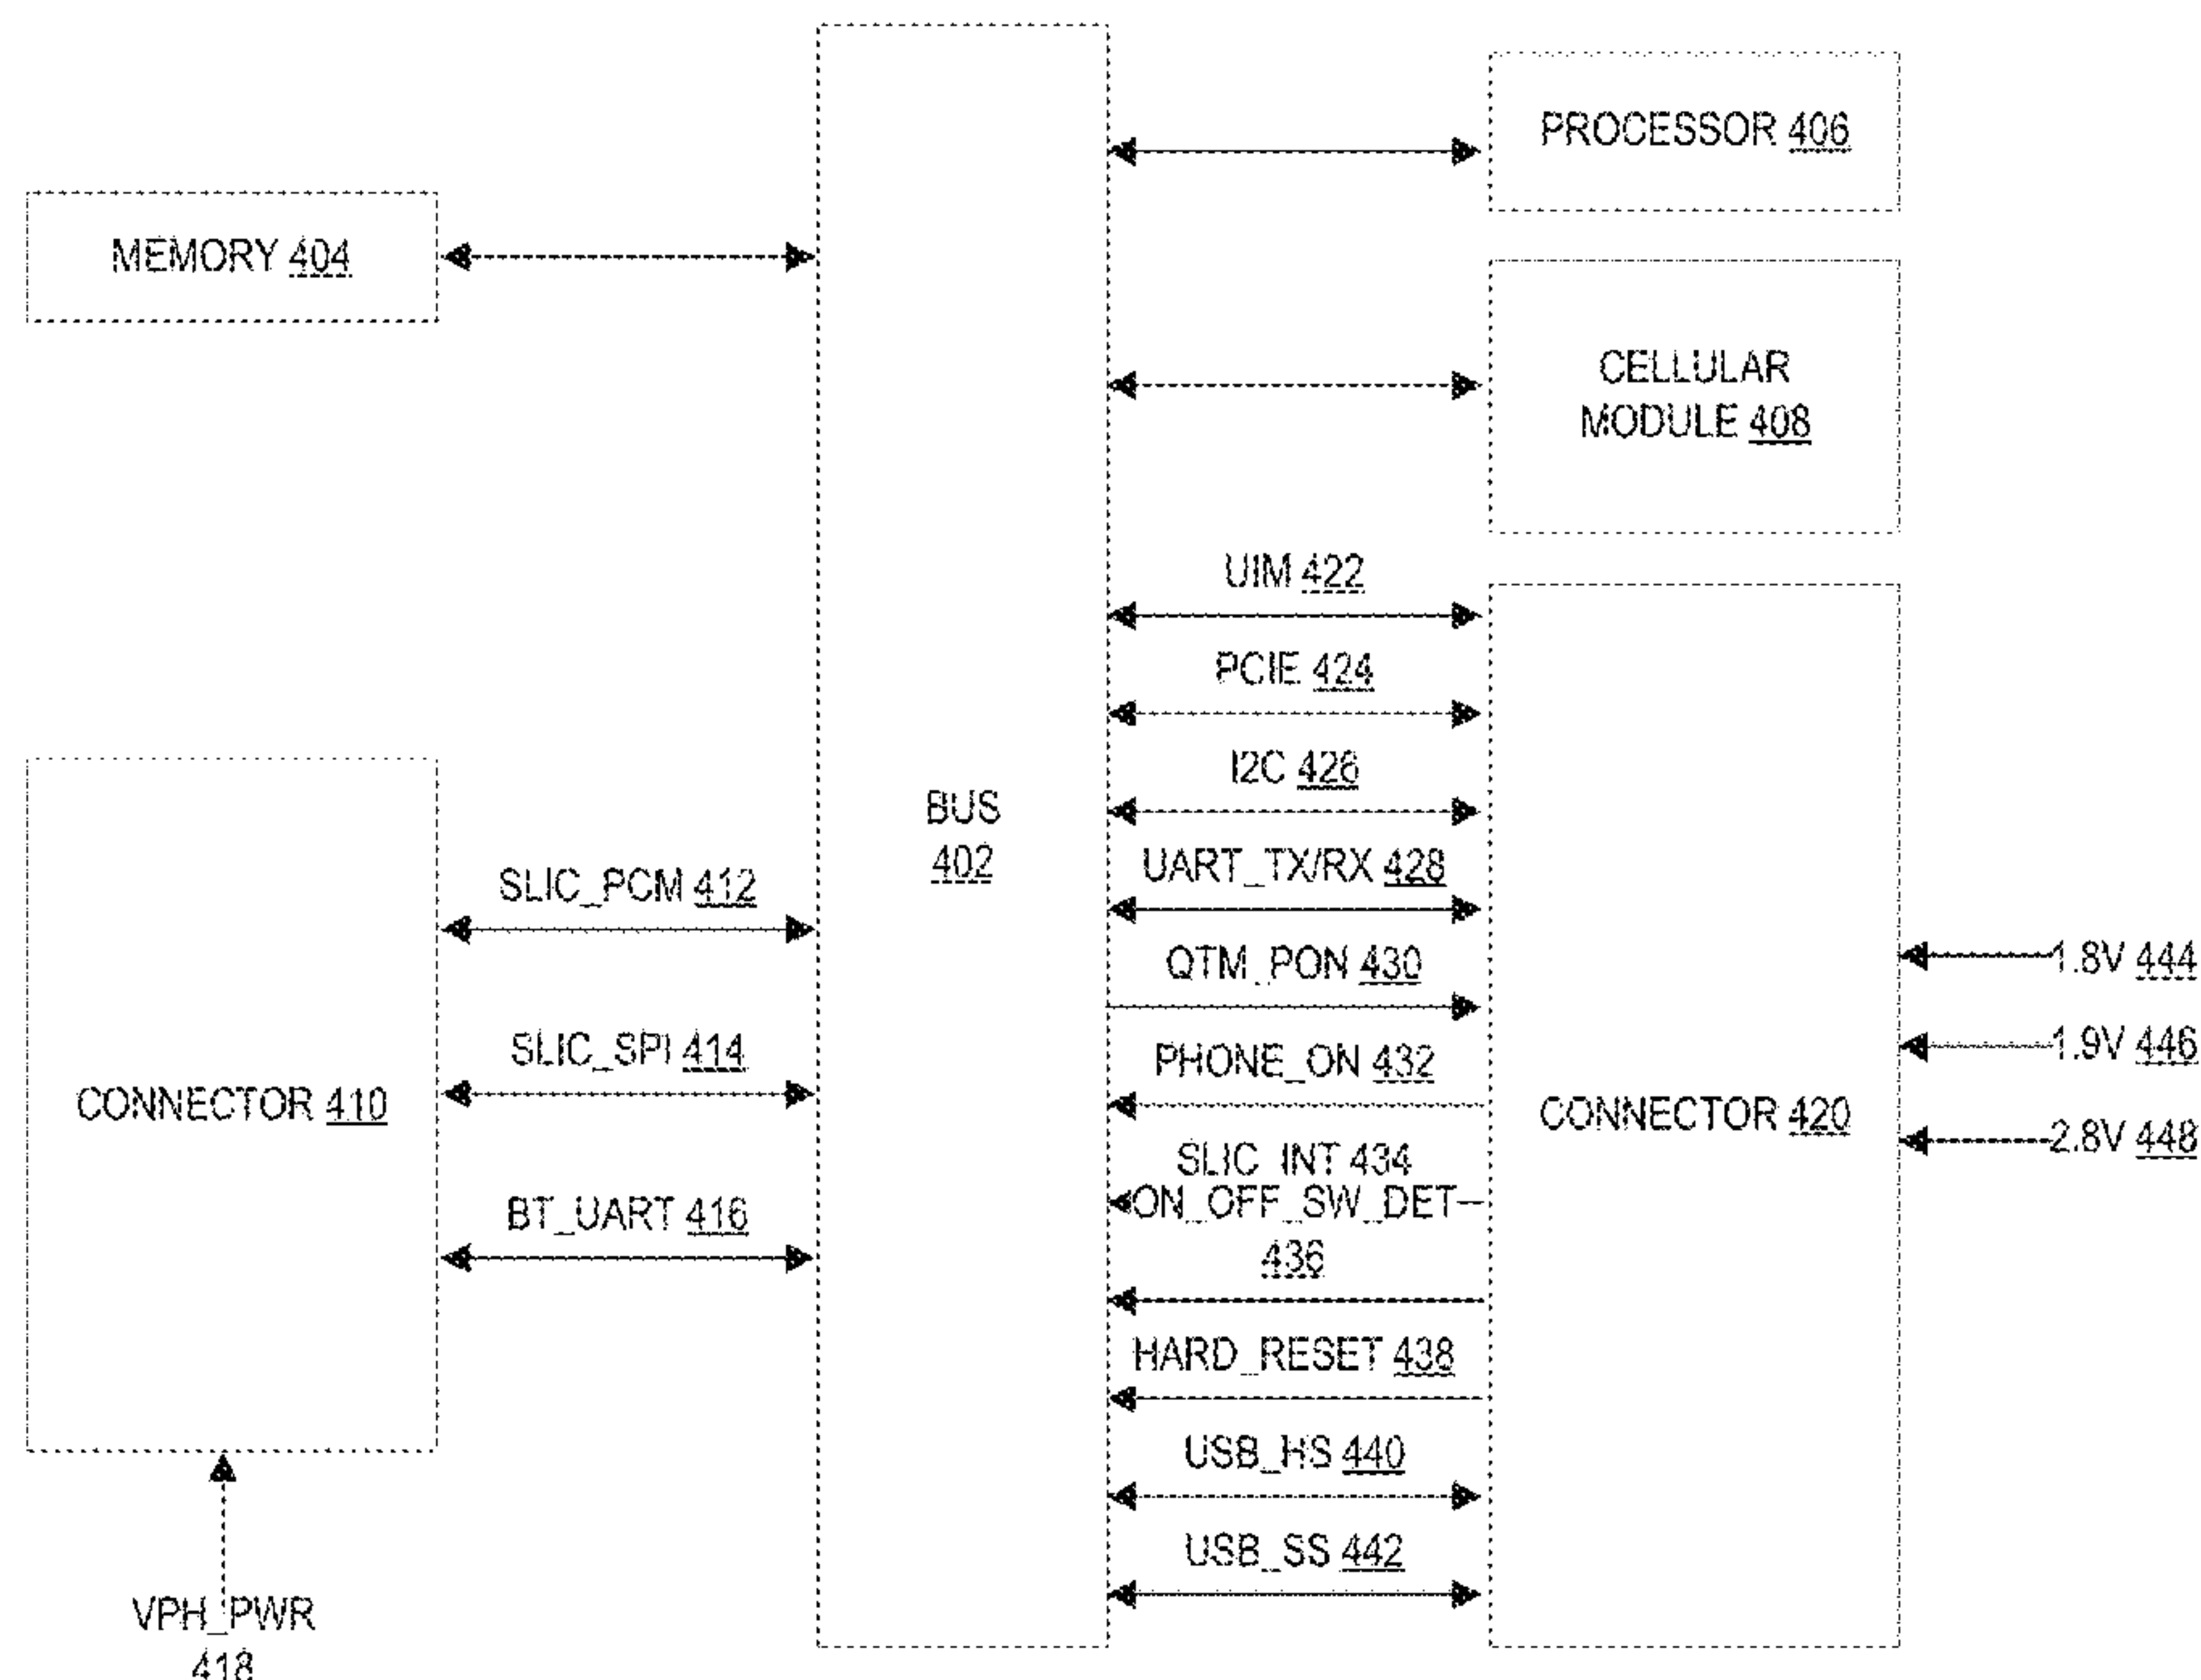 PROCESSOR 406
MEMORY 404
CELLULAR
MODULE 408
BUS
402
CONNECTOR 410
SLIC_PCM 412
SLIC_SPI 414
BT_UART 416
VPH_PWR
418
UIM 422
PCIE 424
I2C 426
UART_TX/RX 428
QTM_PON 430
PHONE_ON 432
SLIC_INT 434
ON_OFF_SW_DET
436
HARD_RESET 438
USB_HS 440
USB_SS 442
CONNECTOR 420
1.8V 444
1.9V 446
2.8V 448